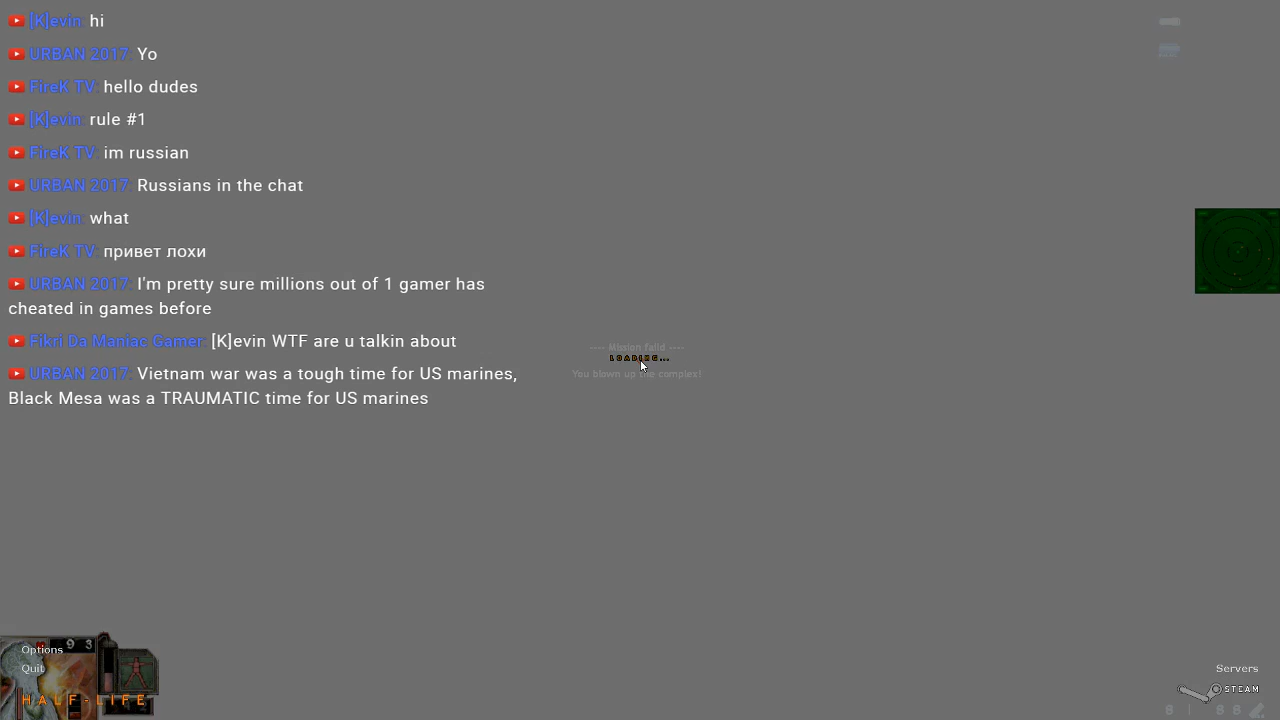 [K]evin: hi
URBAN 2017: Yo
FireK TV: hello dudes
[K]evin: rule #1
FireK TV: im russian
URBAN 2017: Russians in the chat
[K]evin: what
FireK TV: привет лохи
URBAN 2017: I'm pretty sure millions out of 1 gamer has
cheated in games before
Fikri Da Maniac Gamer: [K]evin WTF are u talkin about
URBAN 2017: Vietnam war was a tough time for US marines,
Black Mesa was a TRAUMATIC time for US marines
---- Mission faild ----
LOADING...
You blown up the complex!
93
Options
Quit
HALF-LIFE
Servers
STEAM